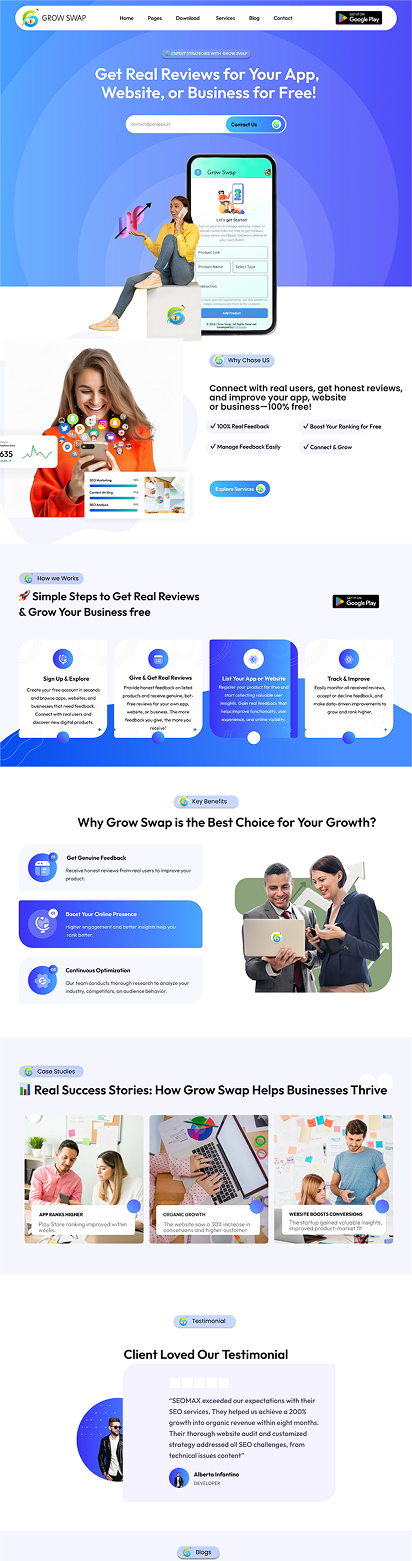 GROW SWAP
Home
Pages
Download
Services
Blog
Contact
GET IT ON
Google Play
EXPERT STRATEGIES WITH GROW SWAP
Get Real Reviews for Your App,
Website, or Business for Free!
Contact Us
Grow Swap
Let's get Started
Product Link
Product Name
Select Type
Add Product
Why Chose US
Connect with real users, get honest reviews,
and improve your app, website
or business—100% free!
✓ 100% Real Feedback
✓ Boost Your Ranking for Free
✓ Manage Feedback Easily
✓ Connect & Grow
Explore Services
635
SEO Marketing
Content Writing
SEO Analysis
How we Works
🚀 Simple Steps to Get Real Reviews
& Grow Your Business free
GET IT ON
Google Play
Sign Up & Explore
Create your free account in seconds
and browse apps, websites, and
businesses that need feedback.
Connect with real users and
discover new digital products.
Give & Get Real Reviews
Provide honest feedback on listed
products and receive genuine, bot-
free reviews for your own app,
website, or business. The more
feedback you give, the more you
receive!
List Your App or Website
Register your product for free and
start collecting valuable user
insights. Gain real feedback that
helps improve functionality, user
experience, and online visibility.
Track & Improve
Easily monitor all received reviews,
accept or decline feedback, and
make data-driven improvements to
grow and rank higher.
Key Benefits
Why Grow Swap is the Best Choice for Your Growth?
Get Genuine Feedback
Receive honest reviews from real users to improve your
product.
Boost Your Online Presence
Higher engagement and better insights help you
rank better.
Continuous Optimization
Our team conducts thorough research to analyze your
industry, competitors, an audience behavior.
Case Studies
📊 Real Success Stories: How Grow Swap Helps Businesses Thrive
APP RANKS HIGHER
Play Store ranking improved within
weeks.
ORGANIC GROWTH
The website saw a 30% increase in
conversions and higher customer
WEBSITE BOOSTS CONVERSIONS
The startup gained valuable insights,
improved product-market fit
Testimonial
Client Loved Our Testimonial
“SEOMAX exceeded our expectations with their
SEO services. They helped us achieve a 200%
growth into organic revenue within eight months.
Their thorough website audit and customized
strategy addressed all SEO challenges, from
technical issues content”
Alberto Infantino
DEVELOPER
Blogs